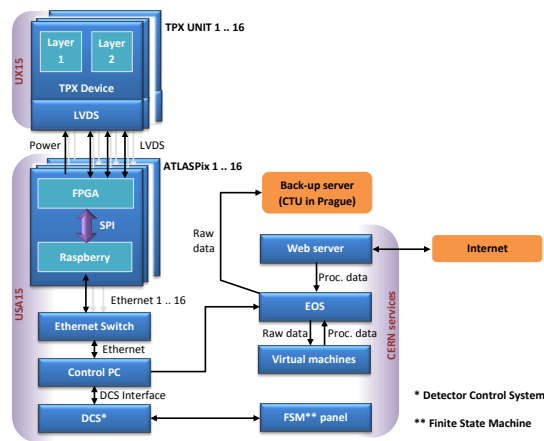 TPX UNIT 1 .. 16
UX15
Layer 1
Layer 2
TPX Device
LVDS
Power
LVDS
ATLASPix 1 .. 16
USA15
FPGA
SPI
Raspberry
Ethernet 1 .. 16
Ethernet Switch
Ethernet
Control PC
DCS Interface
DCS*
Back-up server
(CTU in Prague)
Raw
data
Web server
Internet
Proc. data
EOS
Raw data
Proc. data
Virtual machines
CERN services
FSM** panel
* Detector Control System
** Finite State Machine